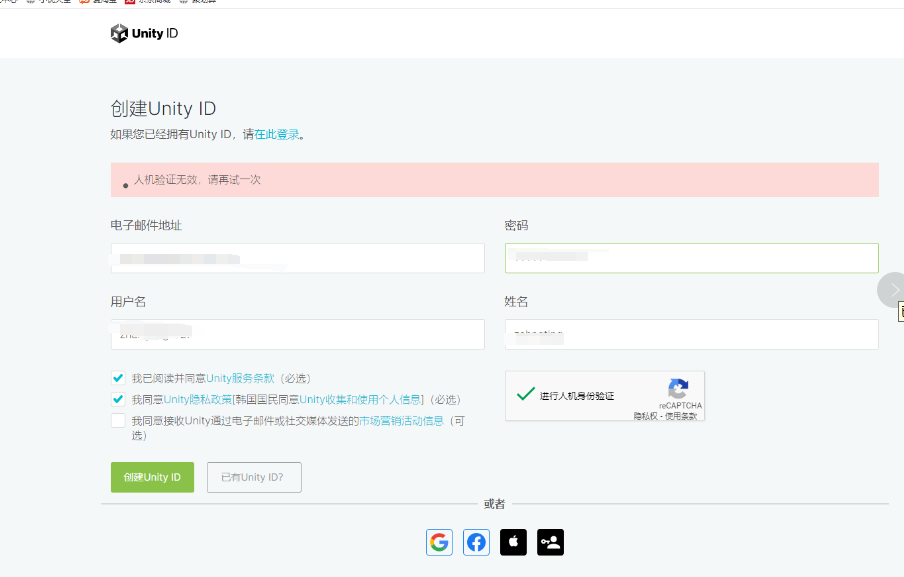 Unity ID
创建Unity ID
如果您已经拥有Unity ID，请在此登录。
人机验证无效，请再试一次
电子邮件地址
密码
用户名
姓名
我已阅读并同意Unity服务条款（必选）
我同意Unity隐私政策[韩国国民同意Unity收集和使用个人信息]（必选）
我同意接收Unity通过电子邮件或社交媒体发送的市场营销活动信息（可
选）
进行人机身份验证
reCAPTCHA
隐私权 - 使用条款
创建Unity ID
已有Unity ID?
或者